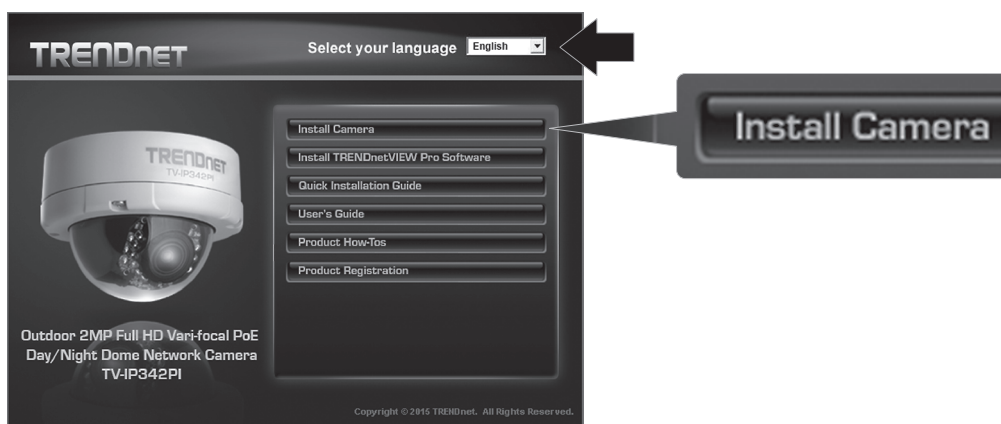 TRENDnet
Select your language English
TRENDnet
TV-IP342PI
Outdoor 2MP Full HD Vari-focal PoE
Day/Night Dome Network Camera
TV-IP342PI
Install Camera
Install TRENDnetVIEW Pro Software
Quick Installation Guide
User's Guide
Product How-Tos
Product Registration
Install Camera
Copyright © 2015 TRENDnet. All Rights Reserved.